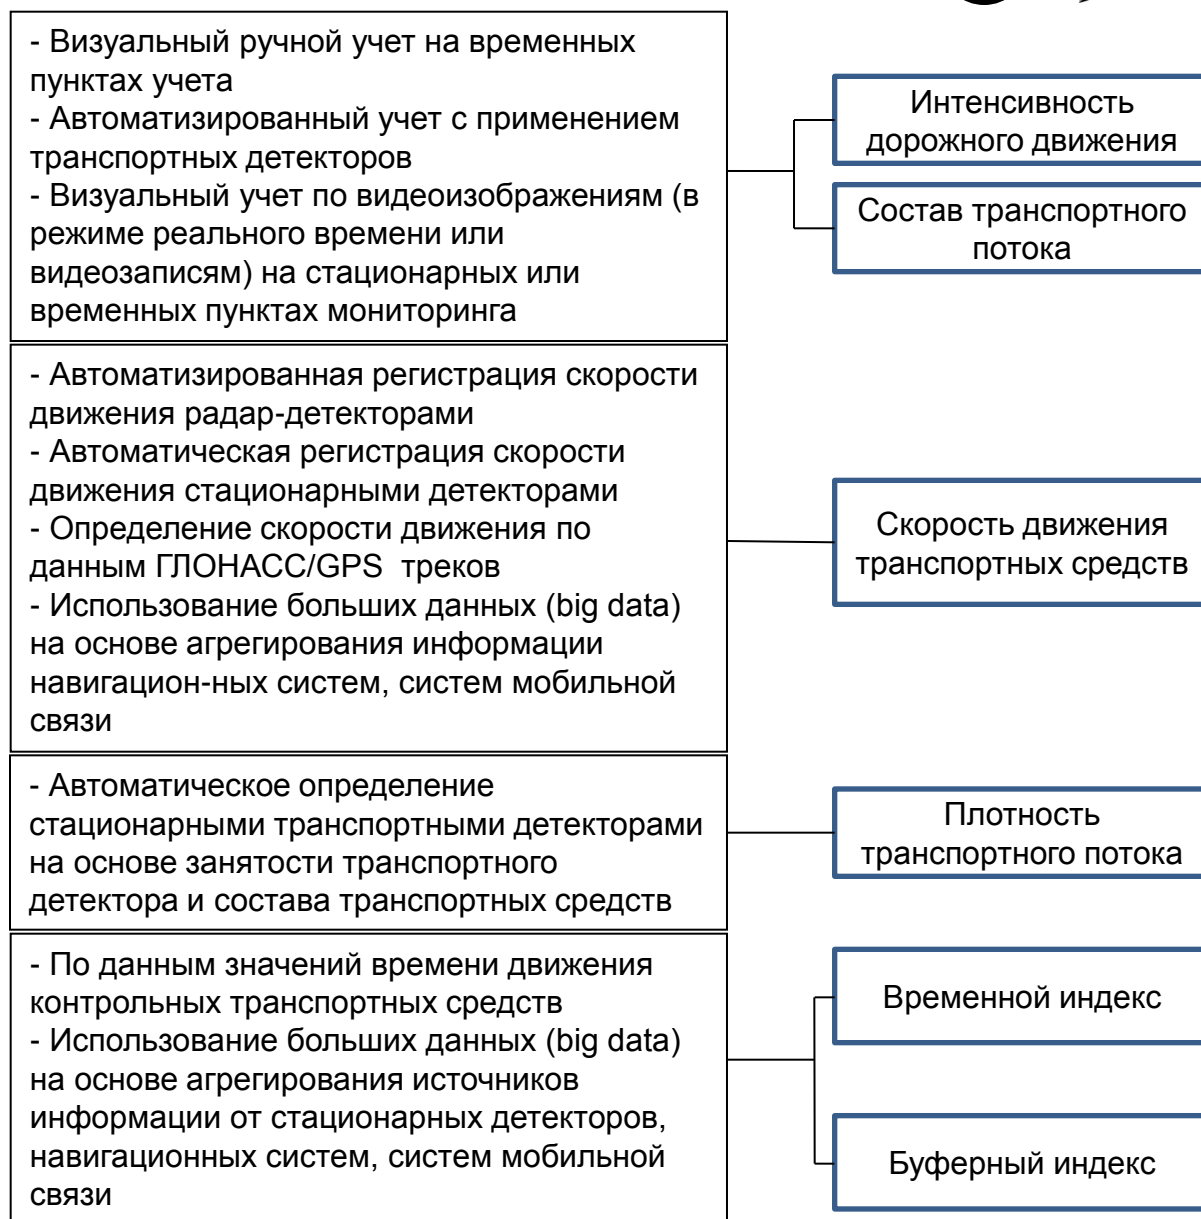 - Визуальный ручной учет на временных
пунктах учета
- Автоматизированный учет с применением
транспортных детекторов
- Визуальный учет по видеоизображениям (в
режиме реального времени или
видеозаписям) на стационарных или
временных пунктах мониторинга
Интенсивность
дорожного движения
Состав транспортного
потока
- Автоматизированная регистрация скорости
движения радар-детекторами
- Автоматическая регистрация скорости
движения стационарными детекторами
- Определение скорости движения по
данным ГЛОНАСС/GPS треков
- Использование больших данных (big data)
на основе агрегирования информации
навигацион-ных систем, систем мобильной
связи
Скорость движения
транспортных средств
- Автоматическое определение
стационарными транспортными детекторами
на основе занятости транспортного
детектора и состава транспортных средств
Плотность
транспортного потока
- По данным значений времени движения
контрольных транспортных средств
- Использование больших данных (big data)
на основе агрегирования источников
информации от стационарных детекторов,
навигационных систем, систем мобильной
связи
Временной индекс
Буферный индекс